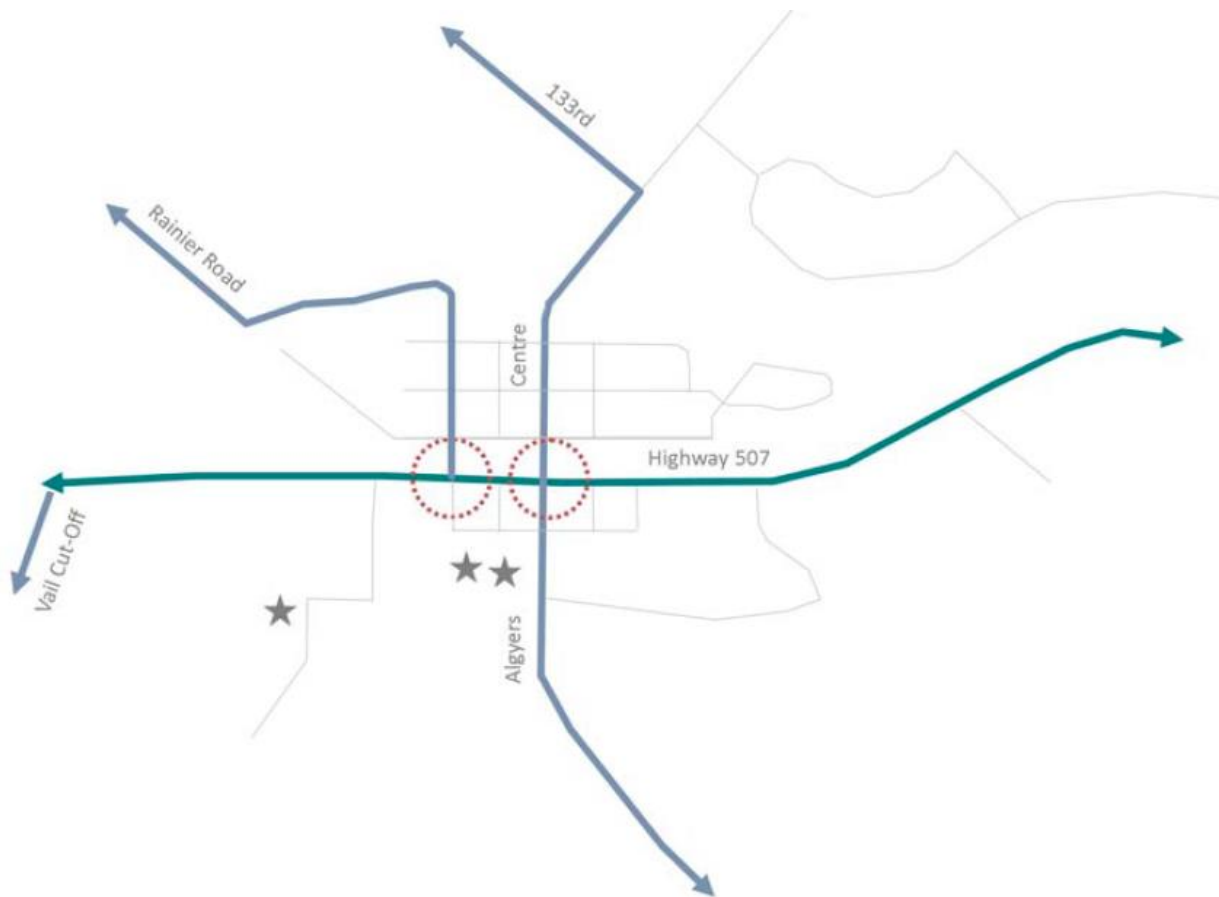 133rd
Rainier Road
Centre
Highway 507
Vail Cut-Off
Algyers